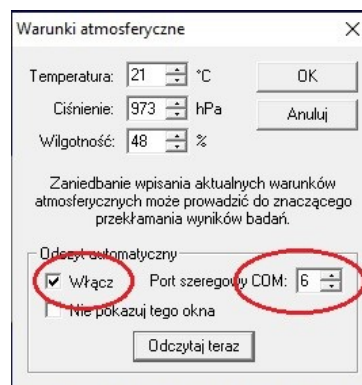 Warunki atmosferyczne
Temperatura: 21 °C OK
Ciśnienie: 973 hPa Anuluj
Wilgotność: 48 %
Zaniedbanie wpisania aktualnych warunków
atmosferycznych może prowadzić do znaczącego
przekłamania wyników badań.
Odczyt automatyczny
Włącz Port szeregowy COM: 6
Nie pokazuj tego okna
Odczytaj teraz